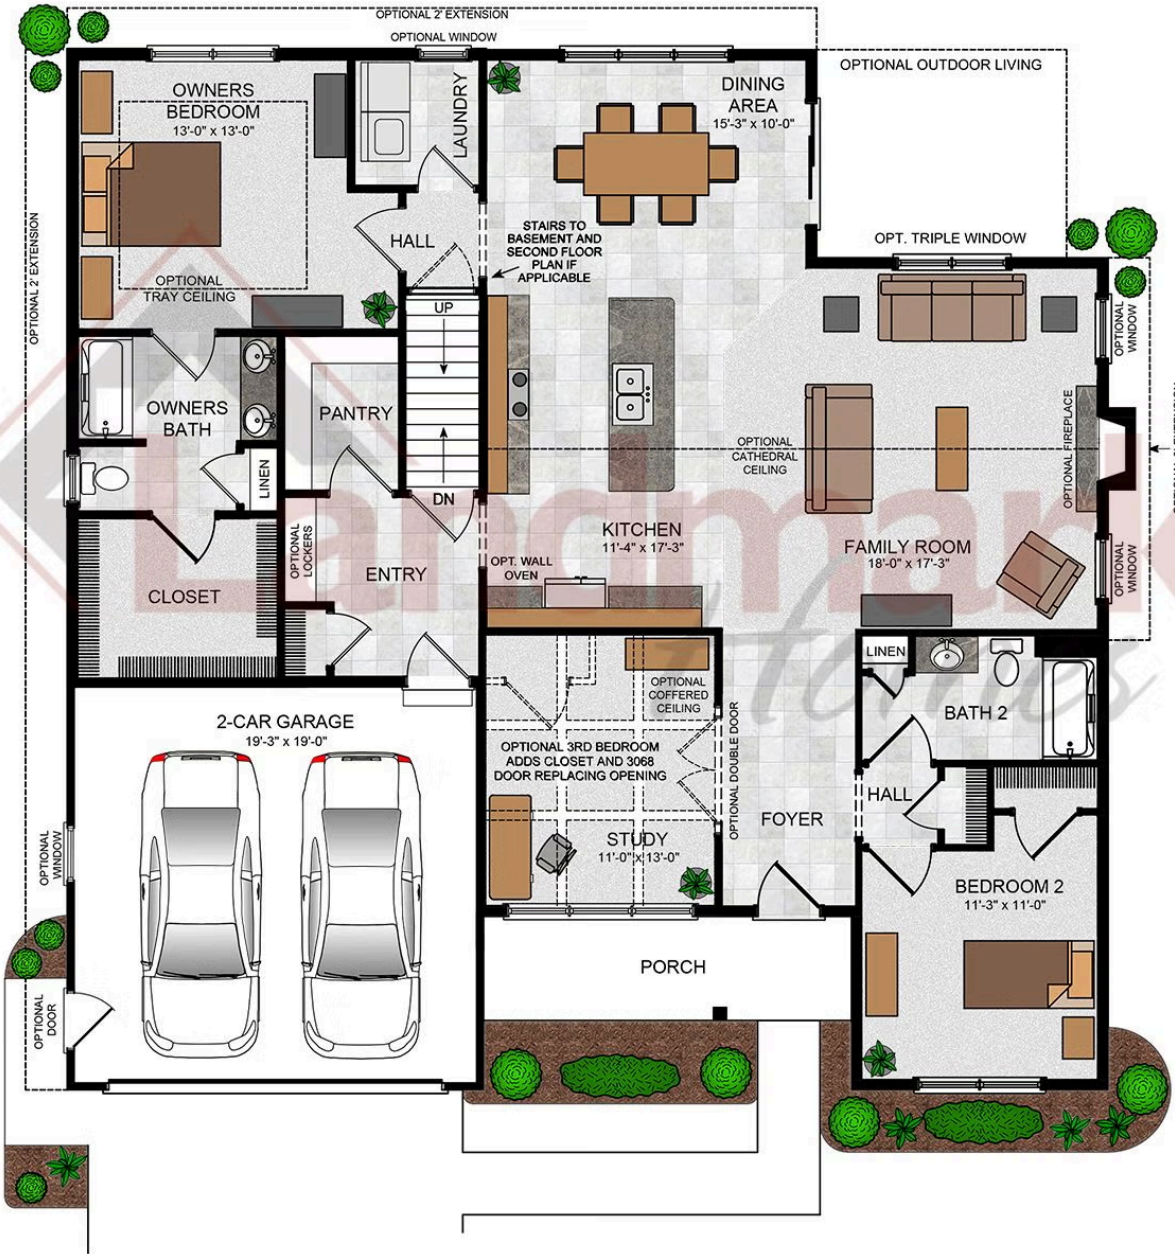 OPTIONAL 2' EXTENSION
OPTIONAL WINDOW
OPTIONAL 2' EXTENSION
OWNERS
BEDROOM
13'-0" x 13'-0"
OPTIONAL
TRAY CEILING
LAUNDRY
HALL
DINING
AREA
15'-3" x 10'-0"
OPTIONAL OUTDOOR LIVING
STAIRS TO
BASEMENT AND
SECOND FLOOR
PLAN IF
APPLICABLE
OPT. TRIPLE WINDOW
OPTIONAL
WINDOW
UP
DN
OWNERS
BATH
LINEN
PANTRY
OPTIONAL
CATHEDRAL
CEILING
OPTIONAL FIREPLACE
Landmark
Homes
KITCHEN
11'-4" x 17'-3"
OPT. WALL
OVEN
FAMILY ROOM
18'-0" x 17'-3"
OPTIONAL
WINDOW
OPTIONAL
LOCKERS
ENTRY
CLOSET
LINEN
BATH 2
OPTIONAL
COFFERED
CEILING
OPTIONAL 3RD BEDROOM
ADDS CLOSET AND 3068
DOOR REPLACING OPENING
OPTIONAL DOUBLE DOOR
STUDY
11'-0" x 13'-0"
FOYER
HALL
2-CAR GARAGE
19'-3" x 19'-0"
OPTIONAL
WINDOW
BEDROOM 2
11'-3" x 11'-0"
PORCH
OPTIONAL
DOOR